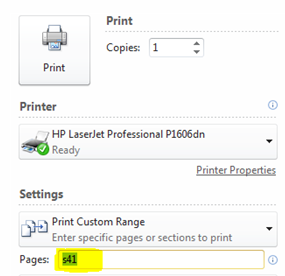 Print
Copies: 1
Print
Printer
HP LaserJet Professional P1606dn
Ready
Printer Properties
Settings
Print Custom Range
Enter specific pages or sections to print
Pages: s41